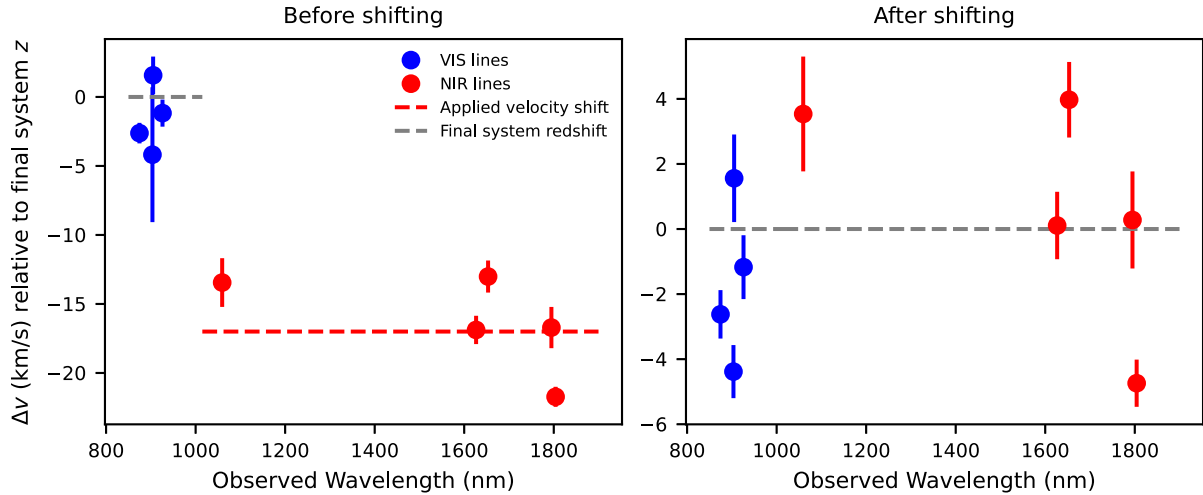 Before shifting
After shifting
Δv (km/s) relative to final system z
0
−5
−10
−15
−20
VIS lines
NIR lines
Applied velocity shift
Final system redshift
4
2
0
−2
−4
−6
800 1000 1200 1400 1600 1800
800 1000 1200 1400 1600 1800
Observed Wavelength (nm)
Observed Wavelength (nm)